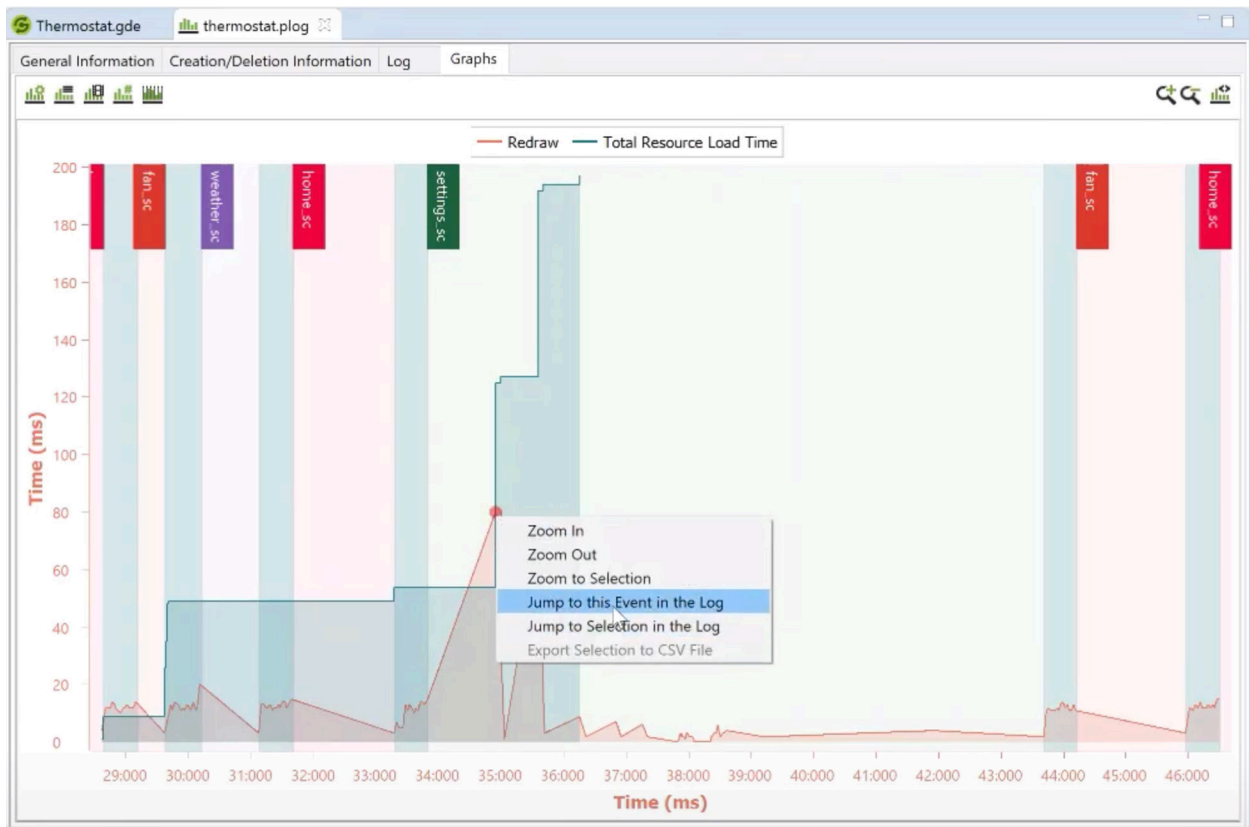 Thermostat.gde
thermostat.plog
General Information Creation/Deletion Information Log Graphs
Redraw Total Resource Load Time
fan_sc
weather_sc
home_sc
settings_sc
fan_sc
home_sc
200
180
160
140
120
100
80
60
40
20
0
Time (ms)
Zoom In
Zoom Out
Zoom to Selection
Jump to this Event in the Log
Jump to Selection in the Log
Export Selection to CSV File
29:000 30:000 31:000 32:000 33:000 34:000 35:000 36:000 37:000 38:000 39:000 40:000 41:000 42:000 43:000 44:000 45:000 46:000
Time (ms)